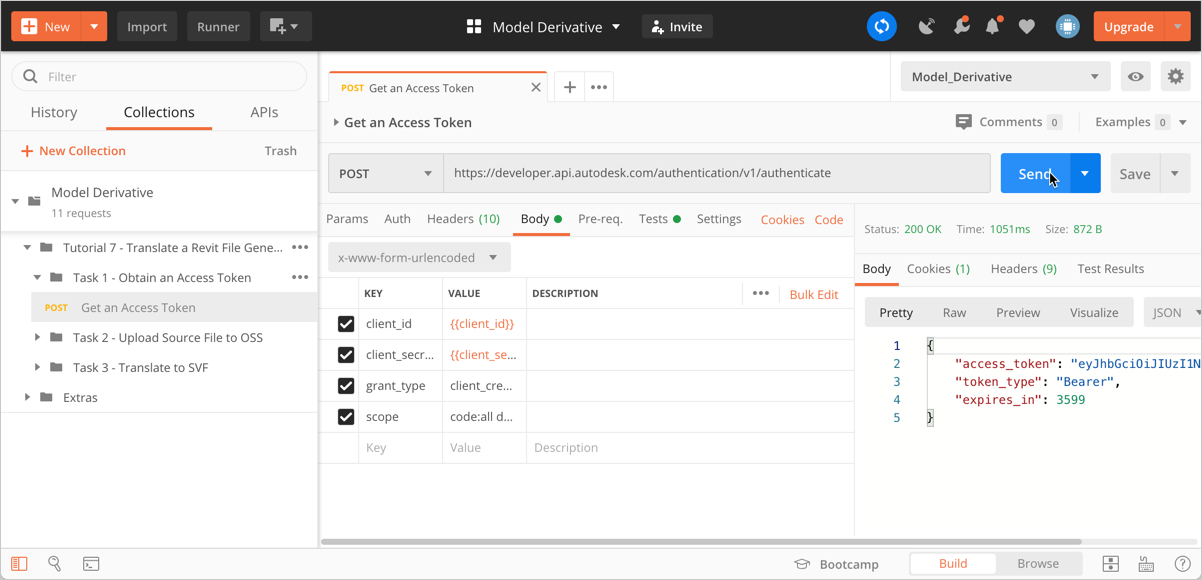 New
Import
Runner
Model Derivative
Invite
Upgrade
Filter
History
Collections
APIs
New Collection
Trash
Model Derivative
11 requests
Tutorial 7 - Translate a Revit File Gene...
Task 1 - Obtain an Access Token
POST Get an Access Token
Task 2 - Upload Source File to OSS
Task 3 - Translate to SVF
Extras
POST Get an Access Token
Model_Derivative
Get an Access Token
Comments 0
Examples 0
POST
https://developer.api.autodesk.com/authentication/v1/authenticate
Send
Save
Params Auth Headers (10) Body Pre-req. Tests Settings Cookies Code
x-www-form-urlencoded
KEY VALUE DESCRIPTION Bulk Edit
client_id {{client_id}}
client_secr... {{client_se...
grant_type client_cre...
scope code:all d...
Key Value Description
Status: 200 OK Time: 1051ms Size: 872 B
Body Cookies (1) Headers (9) Test Results
Pretty Raw Preview Visualize JSON
1 {
2 "access_token": "eyJhbGciOiJIUzI1N
3 "token_type": "Bearer",
4 "expires_in": 3599
5 }
Bootcamp
Build
Browse